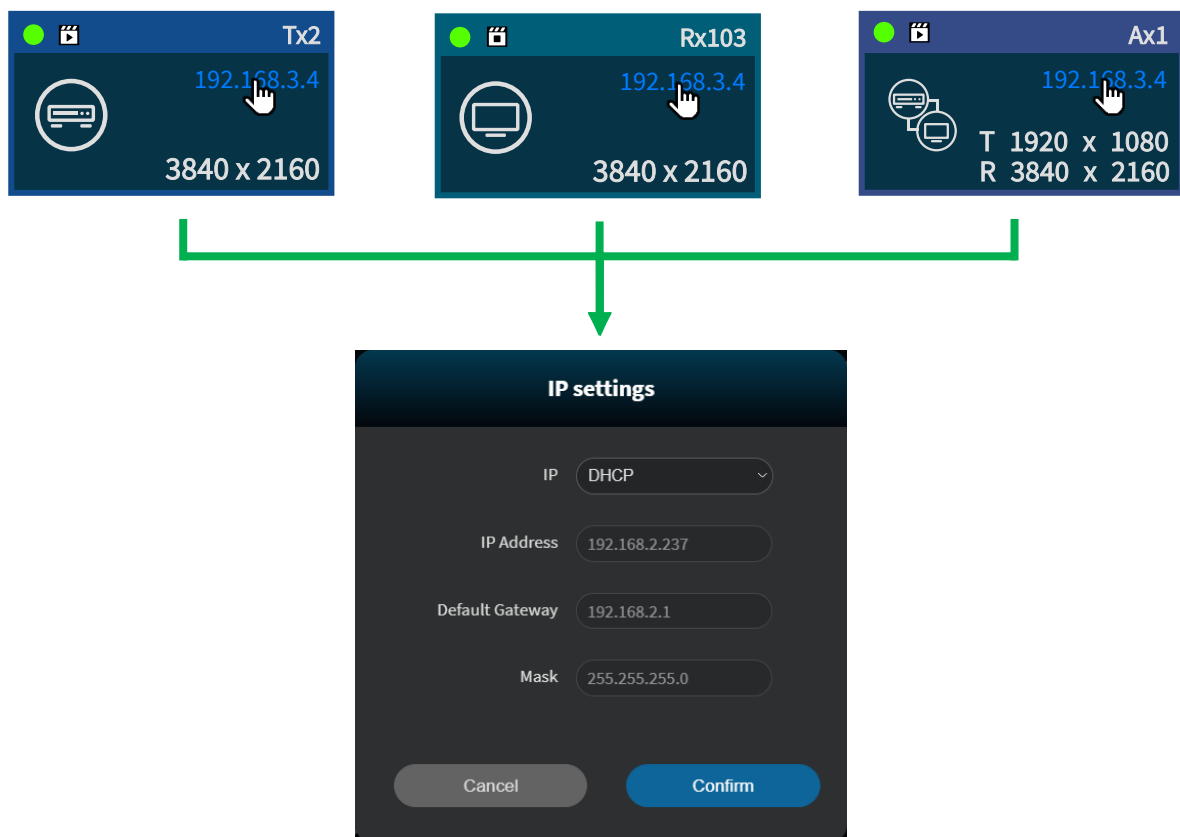 Tx2
192.168.3.4
3840 x 2160
Rx103
192.168.3.4
3840 x 2160
Ax1
192.168.3.4
T 1920 x 1080
R 3840 x 2160
IP settings
IP DHCP
IP Address 192.168.2.237
Default Gateway 192.168.2.1
Mask 255.255.255.0
Cancel Confirm